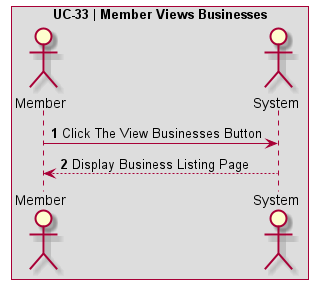 UC-33 | Member Views Businesses
Member System
1 Click The View Businesses Button
2 Display Business Listing Page
Member System